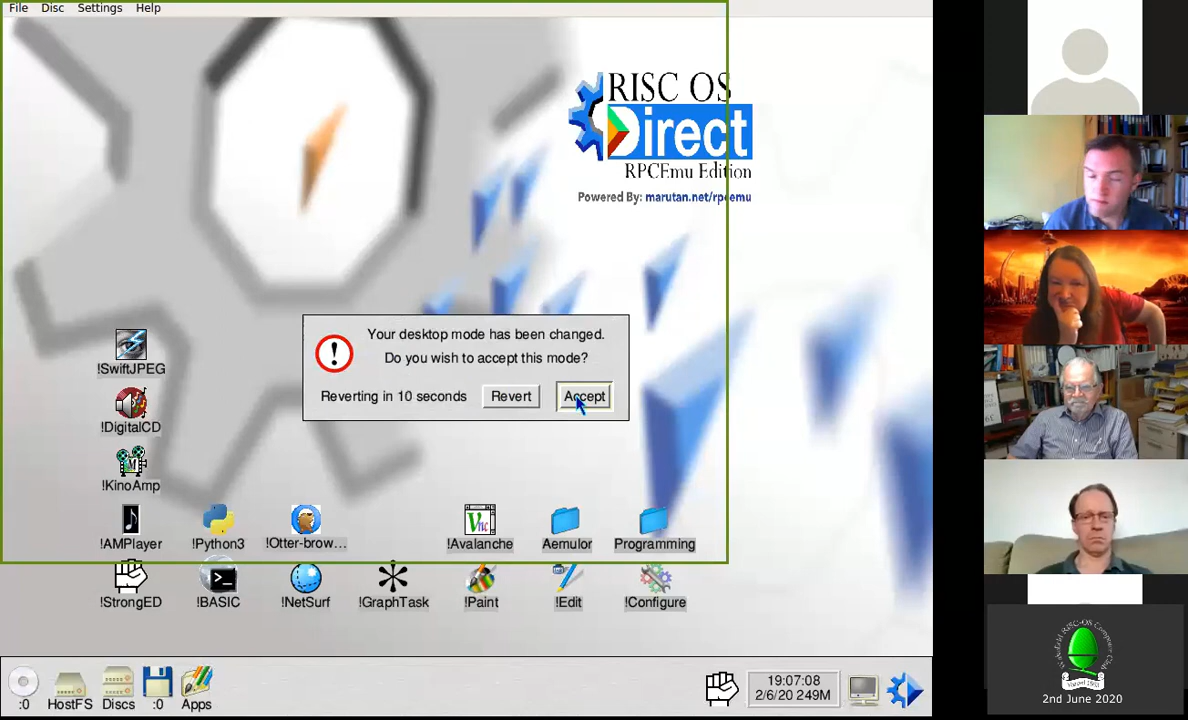 File Disc Settings Help
RISC OS
Direct
RPCEmu Edition
Powered By: marutan.net/rpcemu
Your desktop mode has been changed.
Do you wish to accept this mode?
Reverting in 10 seconds
Revert
Accept
!SwiftJPEG
!DigitalCD
!KinoAmp
!AMPlayer
!Python3
!Otter-brow...
!Avalanche
Aemulor
Programming
!StrongED
!BASIC
!NetSurf
!GraphTask
!Paint
!Edit
!Configure
:0
HostFS
Discs
:0
Apps
19:07:08
2/6/20 249M
2nd June 2020